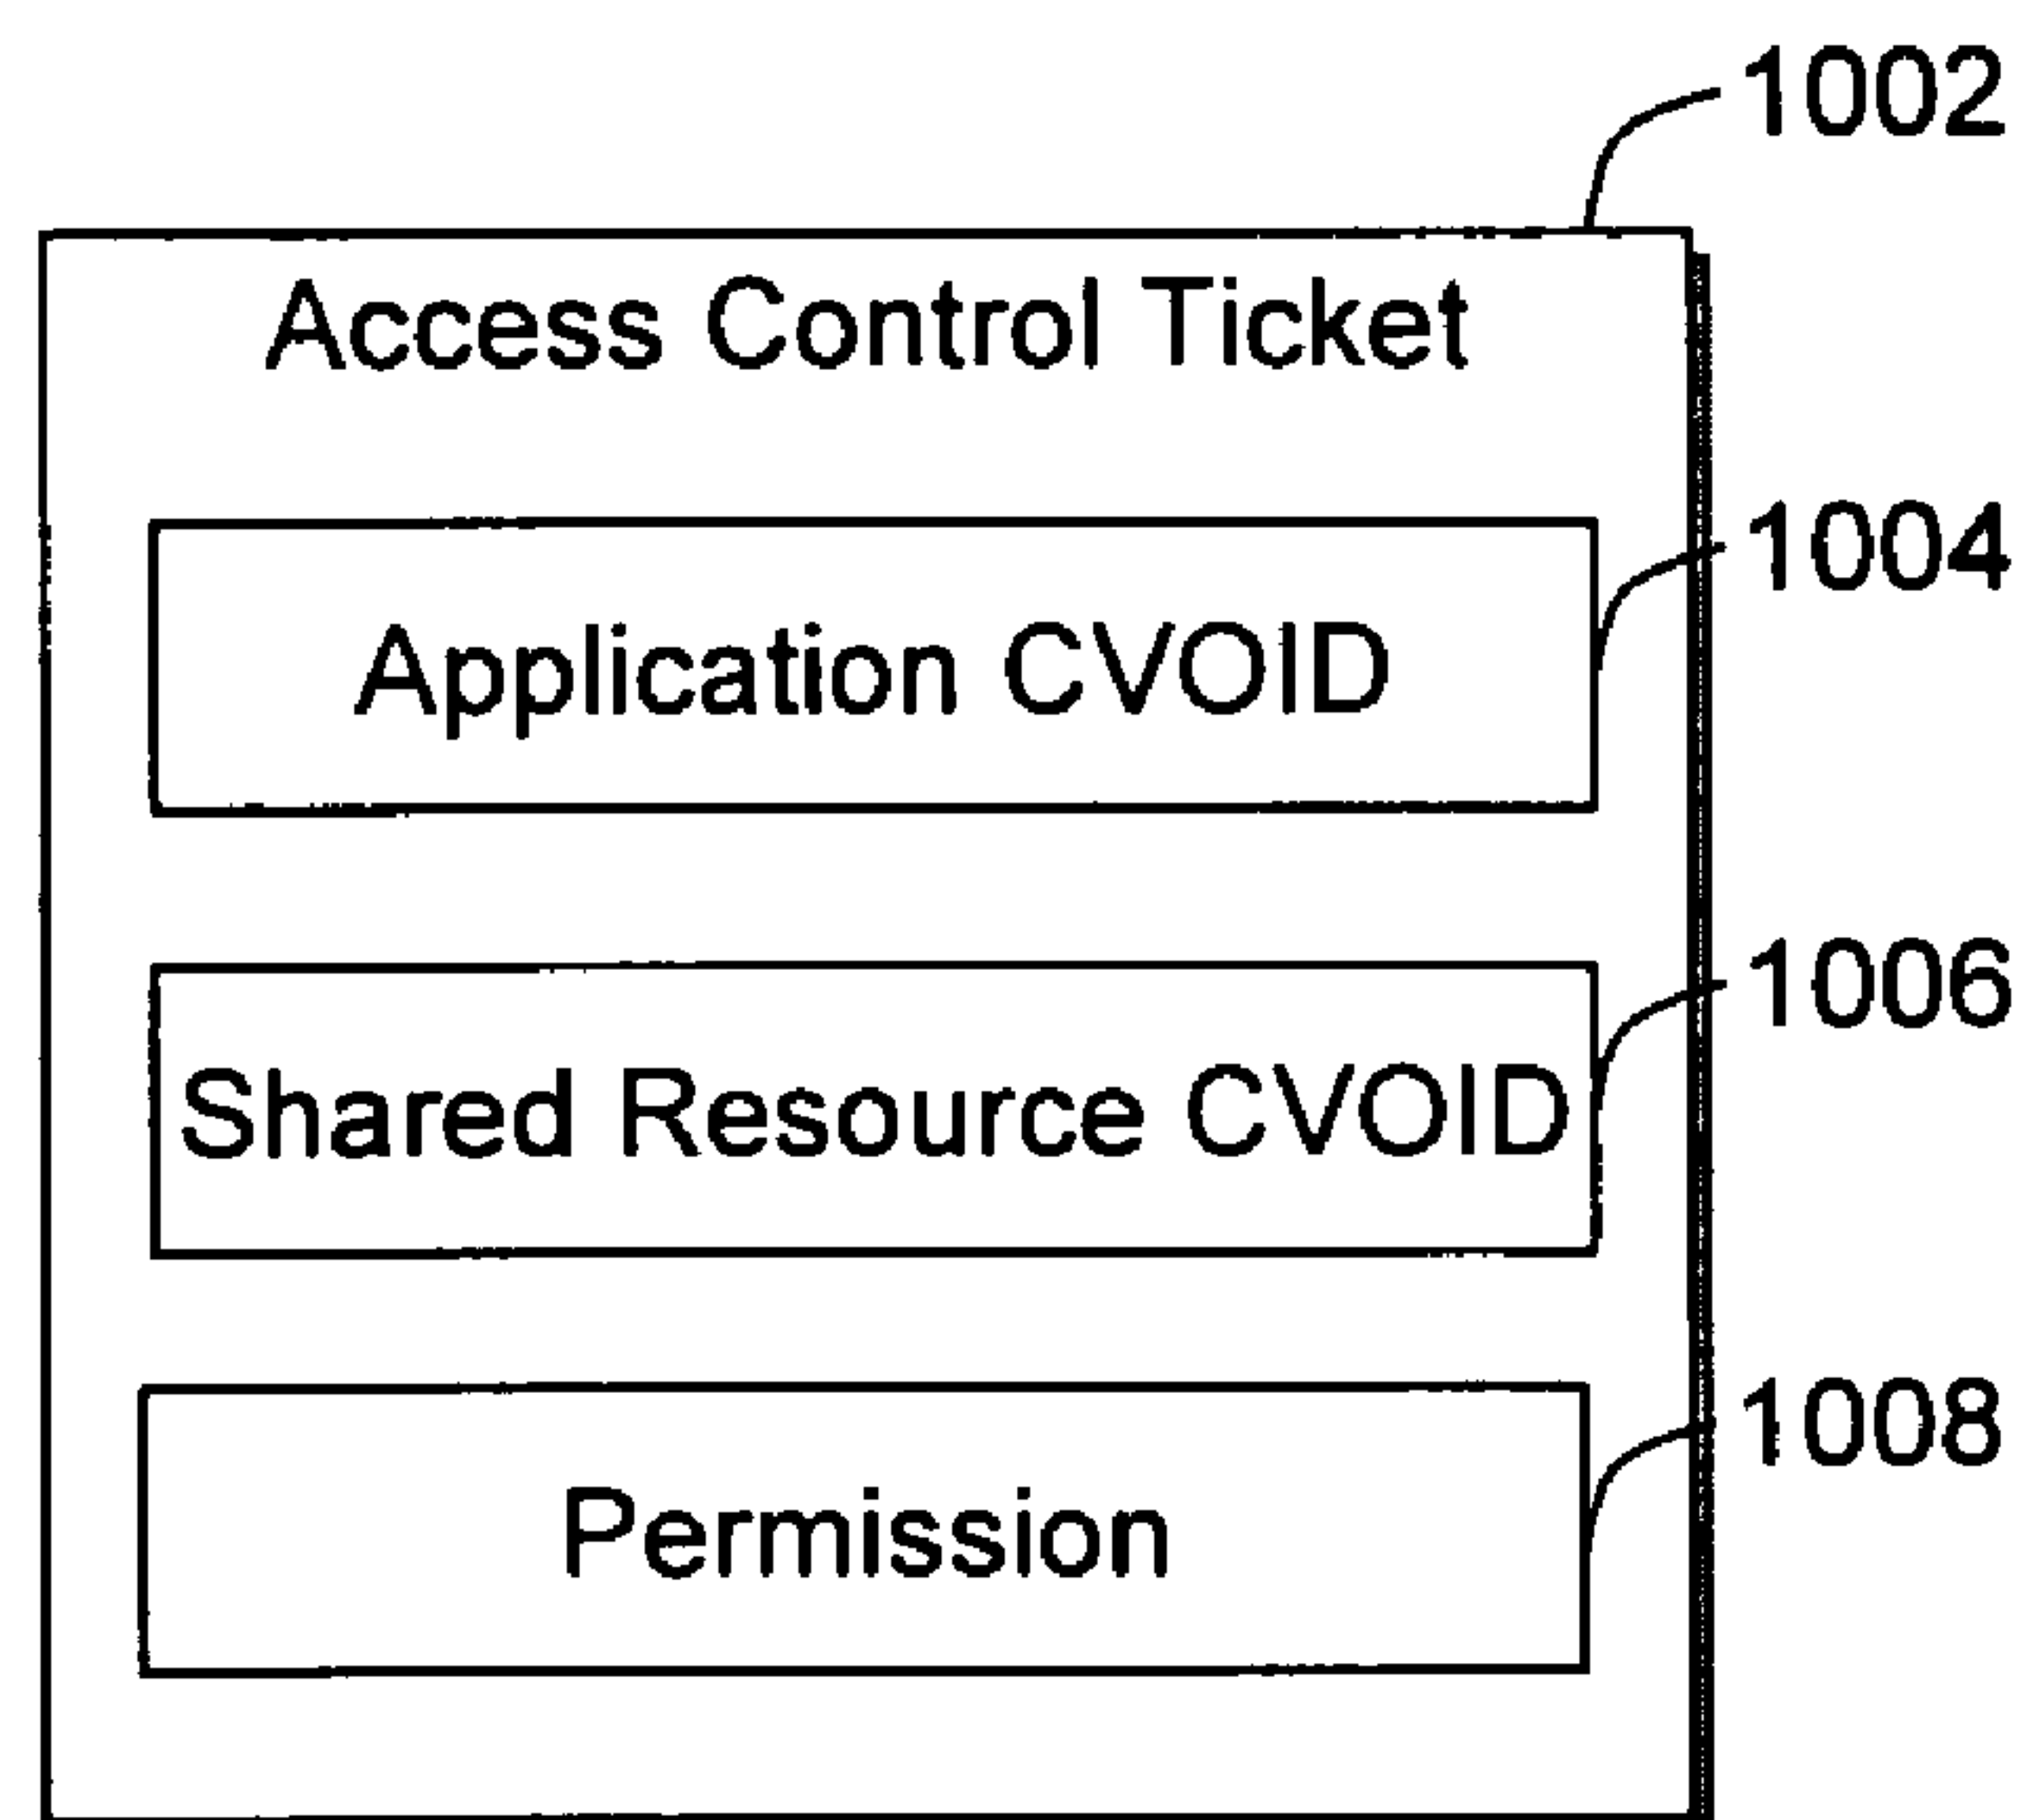 1002
Access Control Ticket
1004
Application CVOID
1006
Shared Resource CVOID
1008
Permission